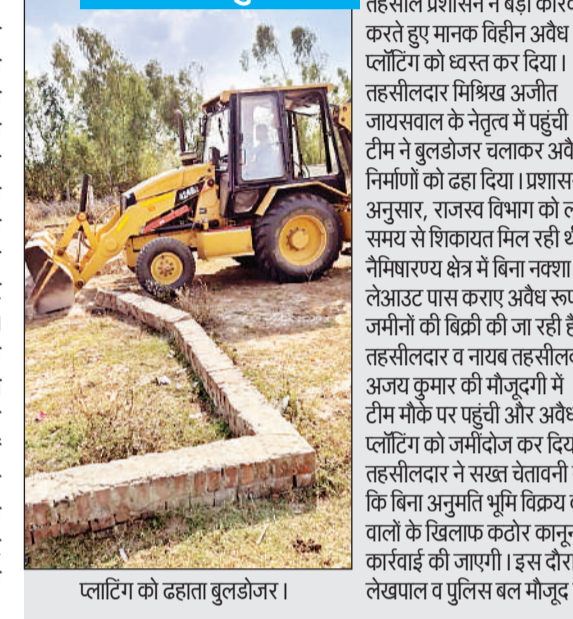 तहसील प्रशासन ने बड़ी
करते हुए मानक विहीन अवैध
प्लॉटिंग को ध्वस्त कर दिया।
तहसीलदार मिश्रिख अजीत
जायसवाल के नेतृत्व में पहुंची
टीम ने बुलडोजर चलाकर
निर्माणों को ढहा दिया।
अनुसार, राजस्व विभाग को
समय से शिकायत मिल रही
नैमिषारण्य क्षेत्र में बिना नक्शा
लेआउट पास कराए अवैध
जमीनों की बिक्री की जा रही
तहसीलदार व नायब
अजय कुमार की मौजूदगी में
टीम मौके पर पहुंची और
प्लॉटिंग को जमींदोज कर
तहसीलदार ने सख्त चेतावनी
कि बिना अनुमति भूमि विक्रय
वालों के खिलाफ कठोर
कार्रवाई की जाएगी। इस
लेखपाल व पुलिस बल मौजूद
प्लाटिंग को ढहाता बुलडोजर।